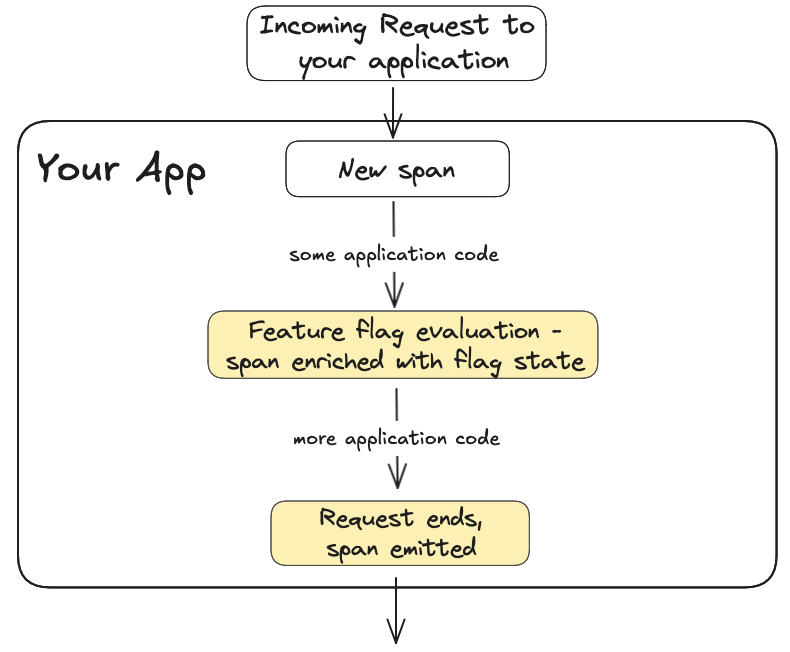 Incoming Request to
your application
Your App
New span
some application code
Feature flag evaluation -
span enriched with flag state
more application code
Request ends,
span emitted